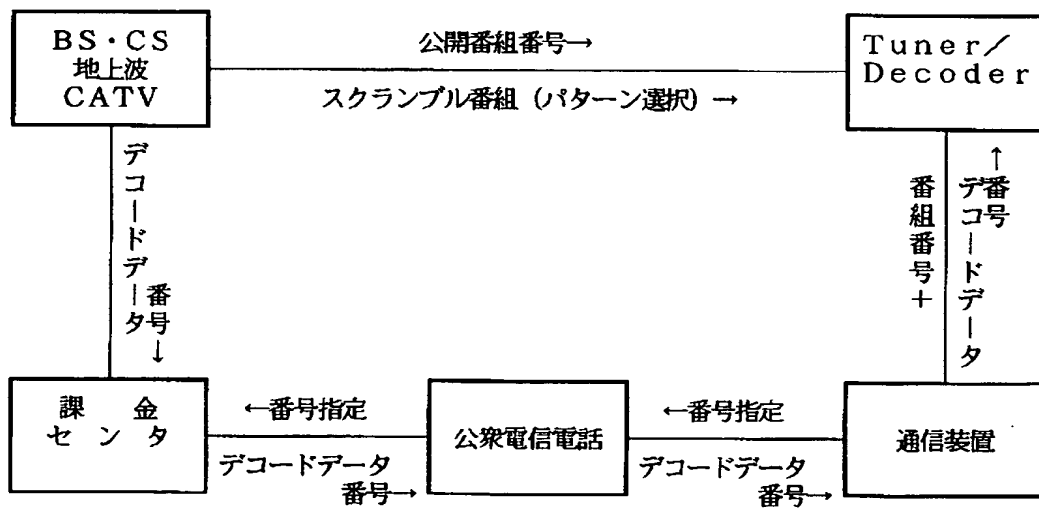 BS・CS
地上波
CATV
公開番組番号→
スクランブル番組(パターン選択)→
Tuner/
Decoder
デコードデータ
番号↓
番組番号+
デコードデータ
番号↑
課 金
センタ
←番号指定
デコードデータ
番号→
公衆電信電話
←番号指定
デコードデータ
番号→
通信装置